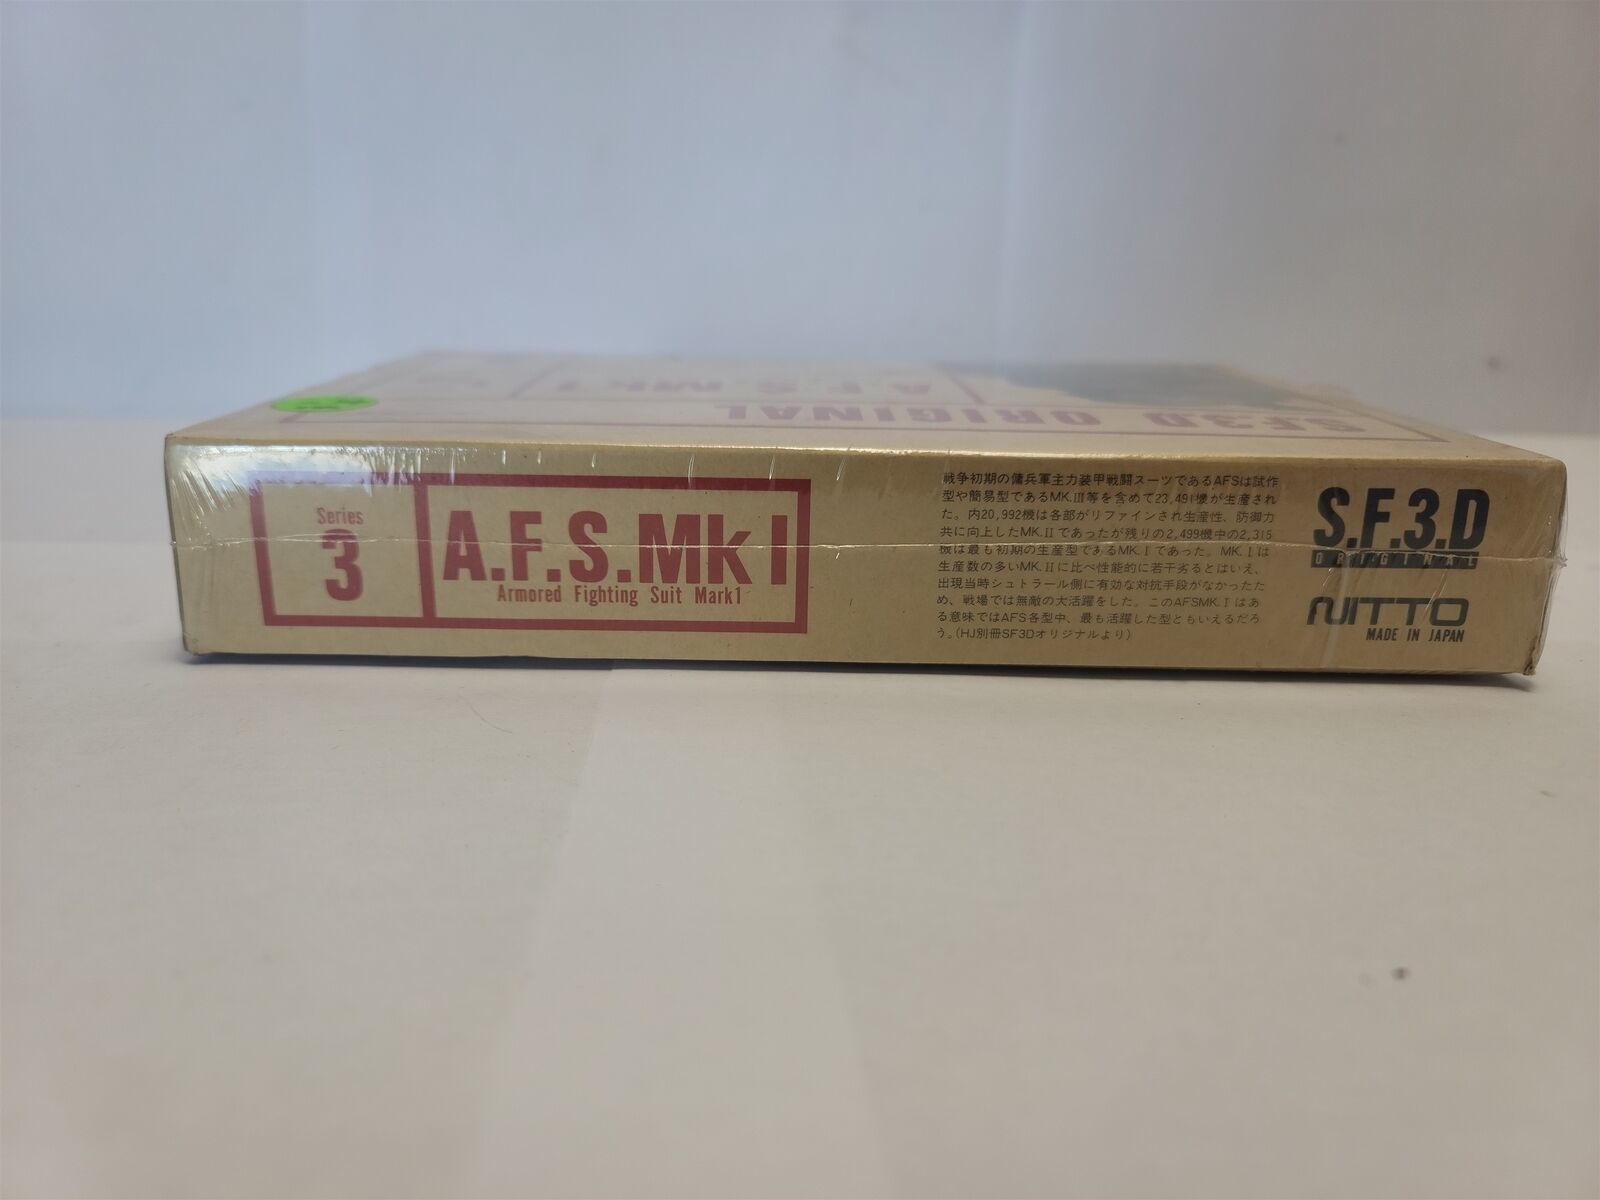 SF3D ORIGINAL
A.F.S.MK I
Series
3
A.F.S.Mk I
Armored Fighting Suit Mark1
戦争初期の傭兵軍主力装甲戦闘スーツであるAFSは試作
型や簡易型であるMK.III等を含めて23,491機が生産され
た。内20,992機は各部がリファインされ生産性、防御力
共に向上したMK.IIであったが残りの2,499機中の2,315
機は最も初期の生産型であるMK.Iであった。MK.Iは
生産数の多いMK.IIに比べ性能的に若干劣るとはいえ、
出現当時シュトラール側に有効な対抗手段がなかったた
め、戦場では無敵の大活躍をした。このAFSMK.Iはあ
る意味ではAFS各型中、最も活躍した型ともいえるだろ
う。(HJ別冊SF3Dオリジナルより)
S.F.3.D
ORIGINAL
NITTO
MADE IN JAPAN